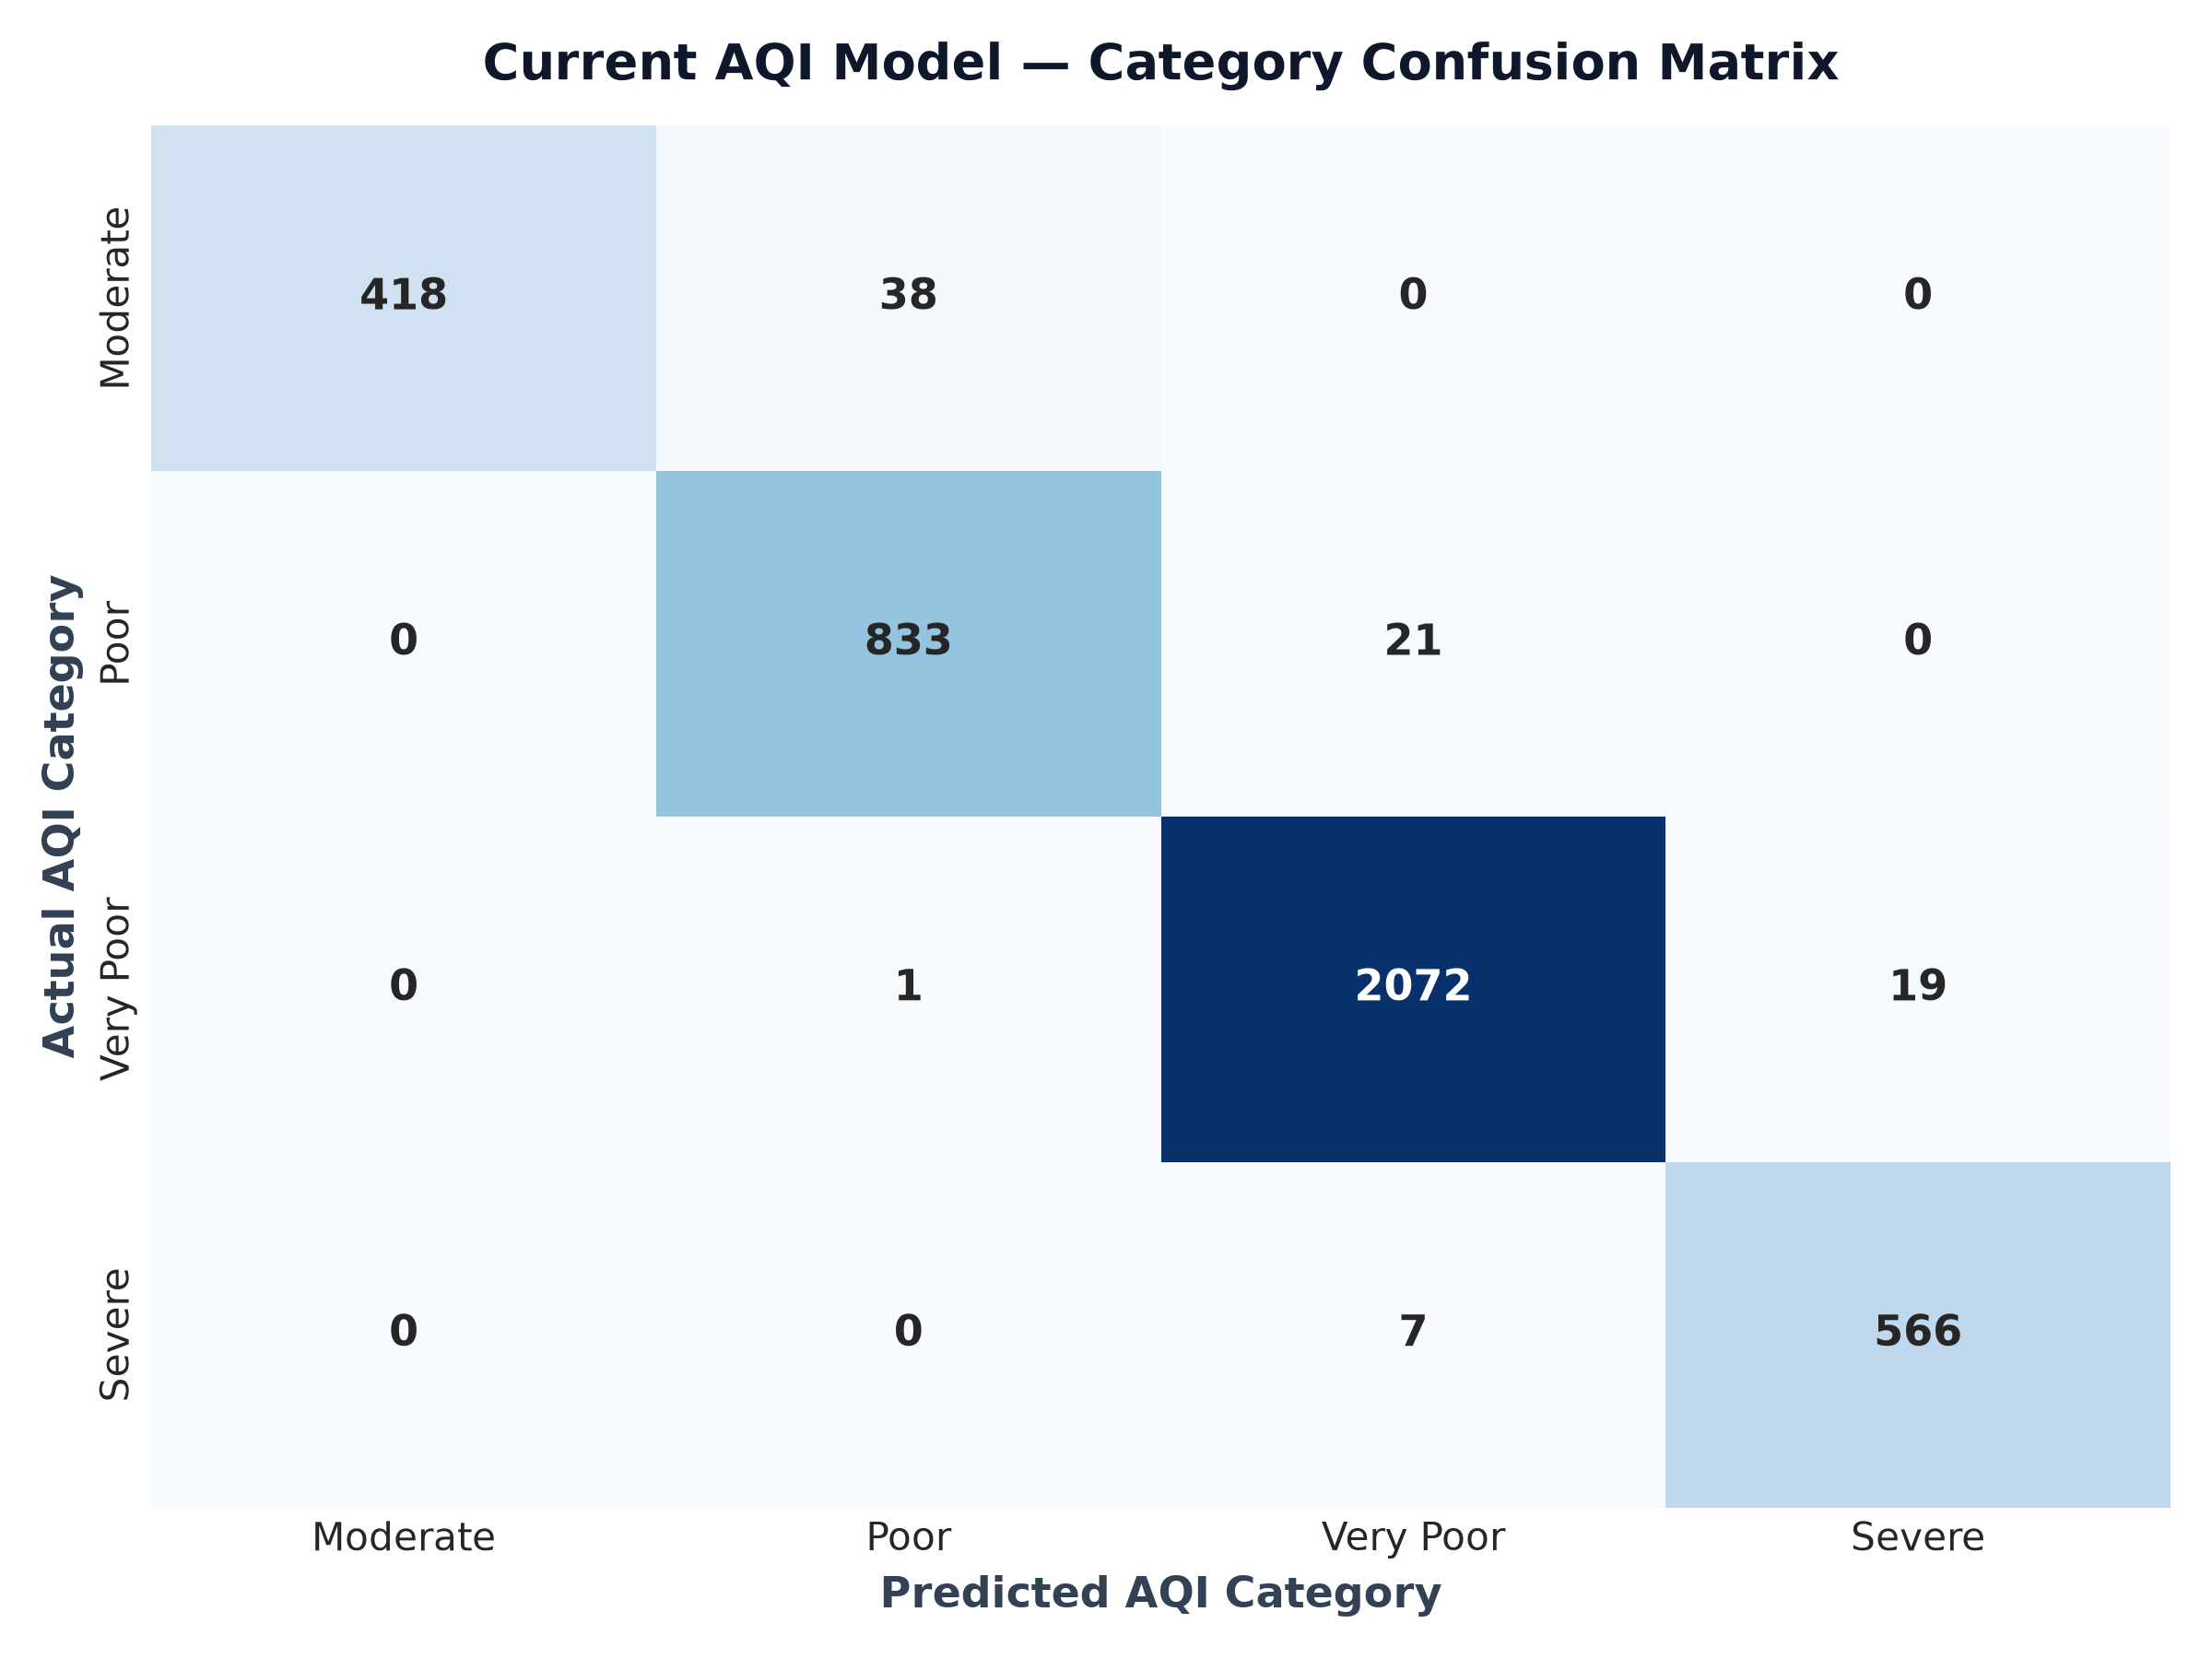 Current AQI Model — Category Confusion Matrix
Actual AQI Category
Moderate
418 38 0 0
Poor
0 833 21 0
Very Poor
0 1 2072 19
Severe
0 0 7 566
Moderate Poor Very Poor Severe
Predicted AQI Category